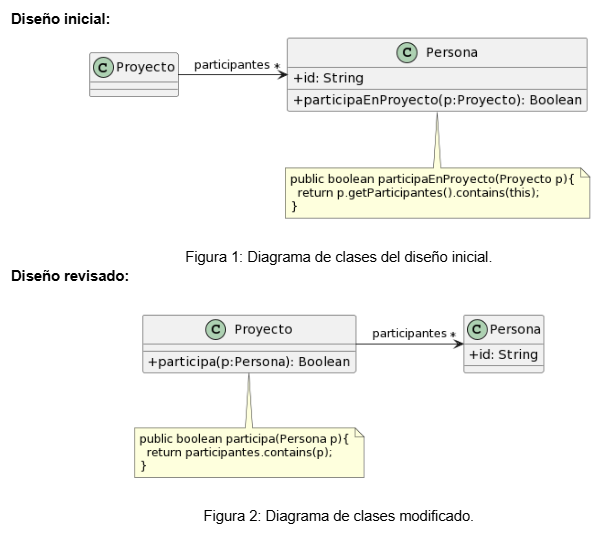 Diseño inicial:
C Proyecto
participantes *
C Persona
+id: String
+participaEnProyecto(p:Proyecto): Boolean
public boolean participaEnProyecto(Proyecto p){
return p.getParticipantes().contains(this);
}
Figura 1: Diagrama de clases del diseño inicial.
Diseño revisado:
C Proyecto
+participa(p:Persona): Boolean
participantes *
C Persona
+id: String
public boolean participa(Persona p){
return participantes.contains(p);
}
Figura 2: Diagrama de clases modificado.